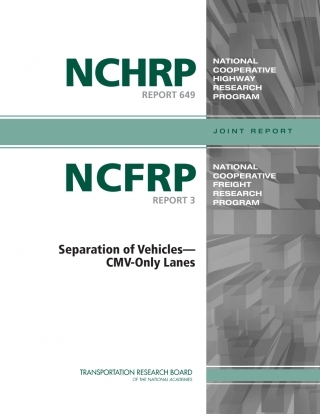 NCHRP
REPORT 649
NATIONAL
COOPERATIVE
HIGHWAY
RESEARCH
PROGRAM
JOINT REPORT
NCFRP
REPORT 3
NATIONAL
COOPERATIVE
FREIGHT
RESEARCH
PROGRAM
Separation of Vehicles—
CMV-Only Lanes
TRANSPORTATION RESEARCH BOARD
OF THE NATIONAL ACADEMIES